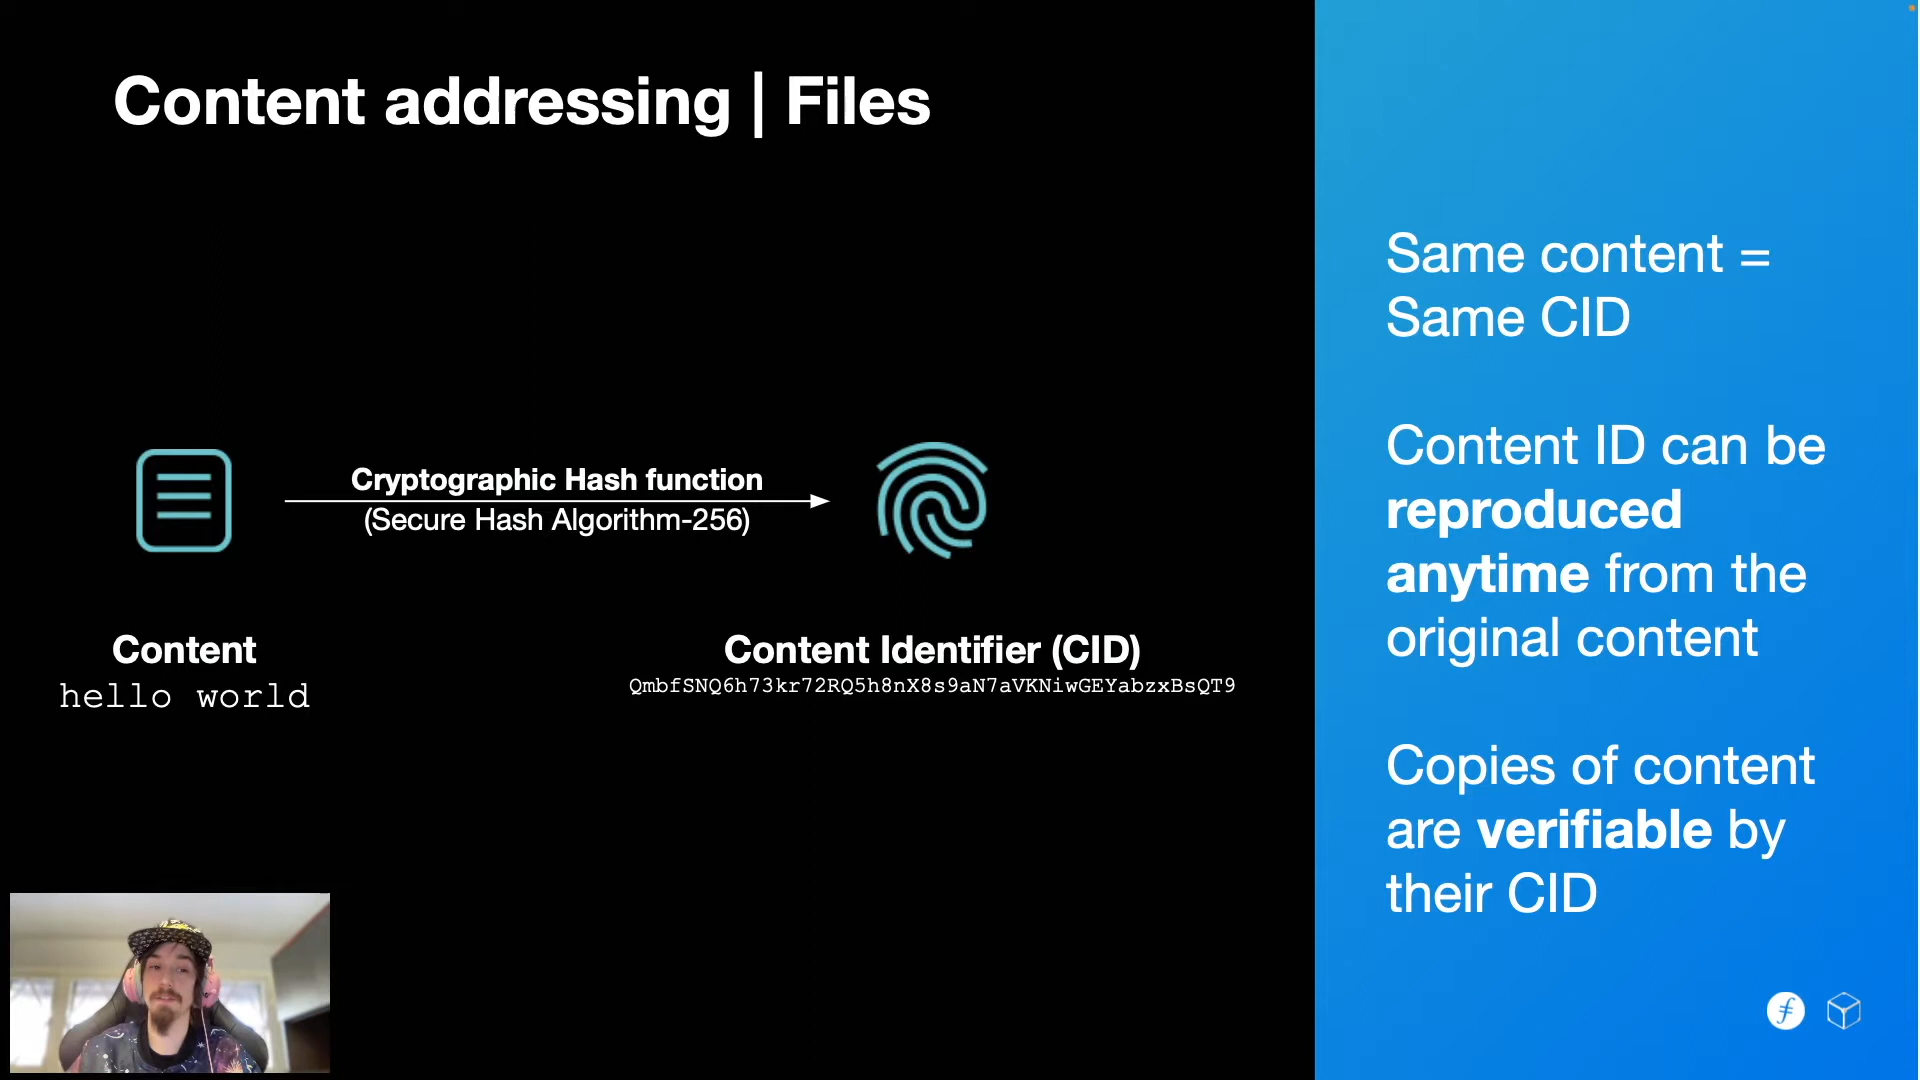 Content addressing | Files
Cryptographic Hash function
(Secure Hash Algorithm-256)
Content
hello world
Content Identifier (CID)
QmbfSNQ6h73kr72RQ5h8nX8s9aN7aVKNiwGEYabzxBsQT9
Same content =
Same CID
Content ID can be
reproduced
anytime from the
original content
Copies of content
are verifiable by
their CID